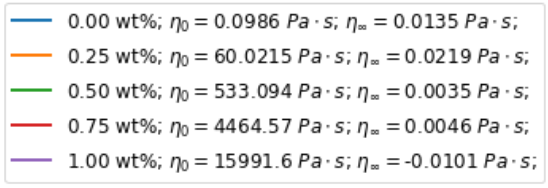 0.00 wt%; η₀ = 0.0986 Pa · s; η∞ = 0.0135 Pa · s;
0.25 wt%; η₀ = 60.0215 Pa · s; η∞ = 0.0219 Pa · s;
0.50 wt%; η₀ = 533.094 Pa · s; η∞ = 0.0035 Pa · s;
0.75 wt%; η₀ = 4464.57 Pa · s; η∞ = 0.0046 Pa · s;
1.00 wt%; η₀ = 15991.6 Pa · s; η∞ = -0.0101 Pa · s;